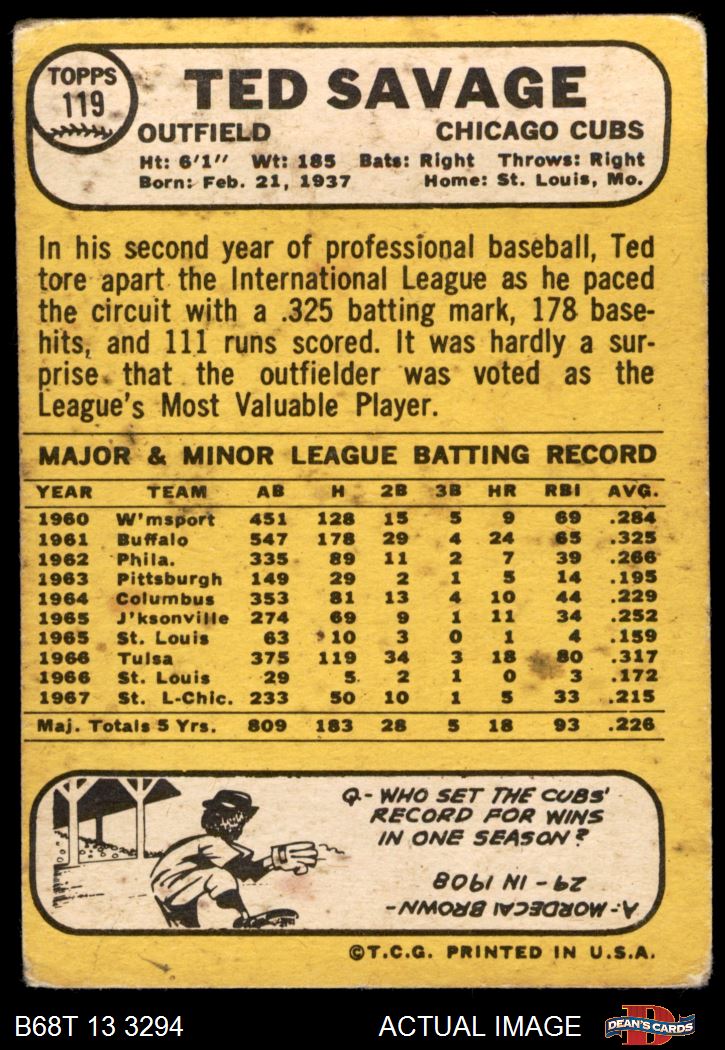 TOPPS
119
TED SAVAGE
OUTFIELD CHICAGO CUBS
Ht: 6'1" Wt: 185 Bats: Right Throws: Right
Born: Feb. 21, 1937 Home: St. Louis, Mo.
In his second year of professional baseball, Ted
tore apart the International League as he paced
the circuit with a .325 batting mark, 178 base-
hits, and 111 runs scored. It was hardly a sur-
prise that the outfielder was voted as the
League's Most Valuable Player.
MAJOR & MINOR LEAGUE BATTING RECORD
YEAR TEAM AB H 2B 3B HR RBI AVG.
1960 W'msport 451 128 15 5 9 69 .284
1961 Buffalo 547 178 29 4 24 65 .325
1962 Phila. 335 89 11 2 7 39 .266
1963 Pittsburgh 149 29 2 1 5 14 .195
1964 Columbus 353 81 13 4 10 44 .229
1965 J'ksonville 274 69 9 1 11 34 .252
1965 St. Louis 63 10 3 0 1 4 .159
1966 Tulsa 375 119 34 3 18 80 .317
1966 St. Louis 29 5 2 1 0 3 .172
1967 St. L-Chic. 233 50 10 1 5 33 .215
Maj. Totals 5 Yrs. 809 183 28 5 18 93 .226
Q- WHO SET THE CUBS'
RECORD FOR WINS
IN ONE SEASON?
A: MORDECAI BROWN-
29 - IN 1908
©T.C.G. PRINTED IN U.S.A.
B68T 13 3294 ACTUAL IMAGE
D
DEAN'S CARDS